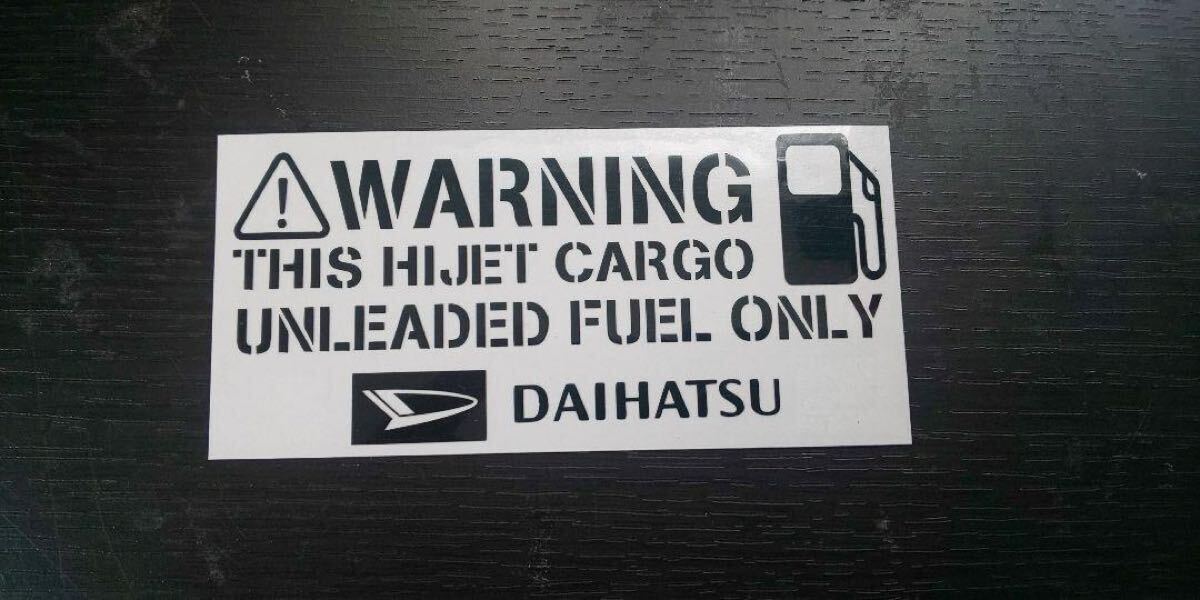 WARNING
THIS HIJET CARGO
UNLEADED FUEL ONLY
DAIHATSU